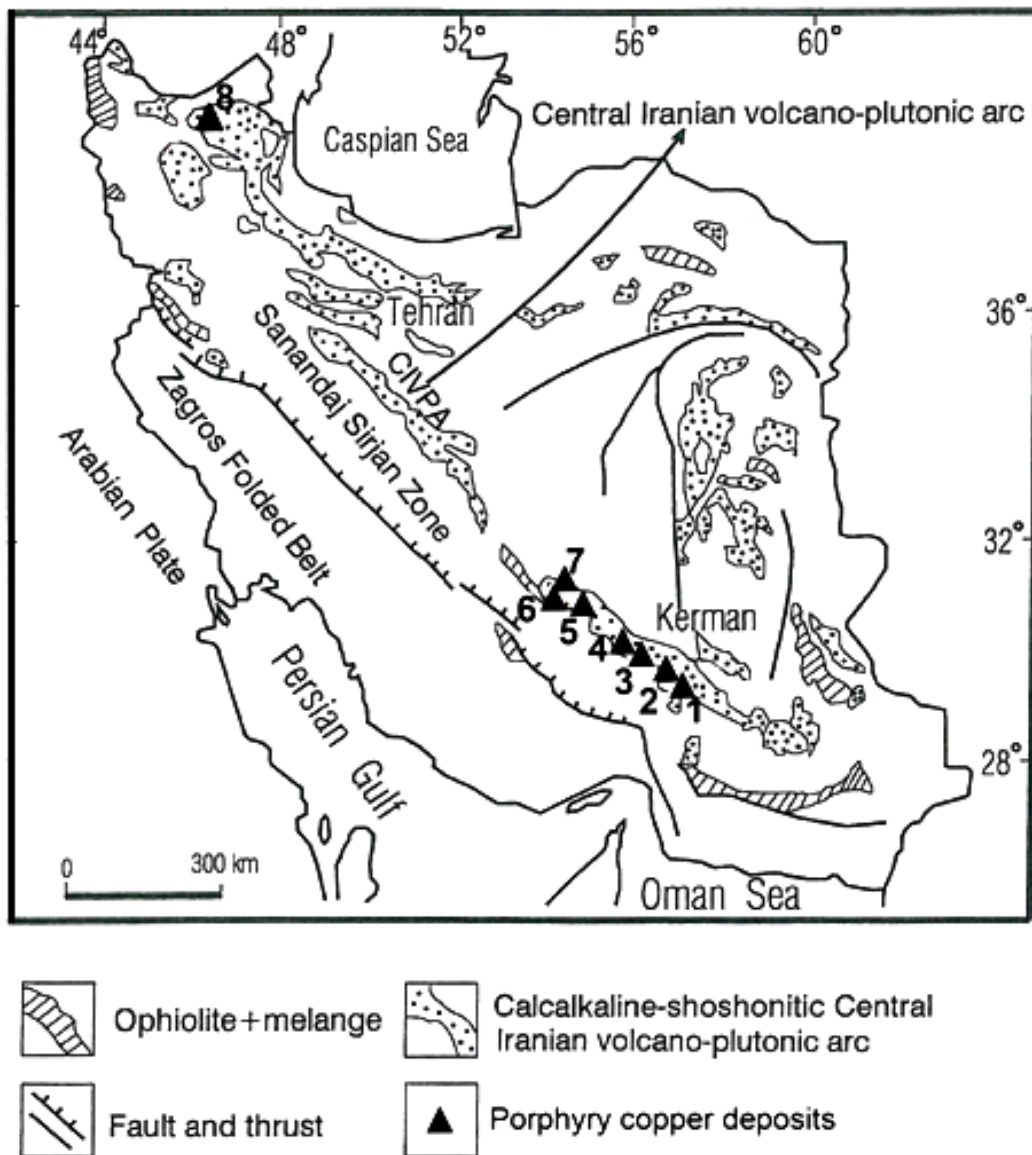 44° 48° 52° 56° 60°
8
Caspian Sea
Central Iranian volcano-plutonic arc
Tehran
36°
CIVPA
Sanandaj Sirjan Zone
Zagros Folded Belt
Arabian Plate
32°
7
6
5
Kerman
4
3
2
1
28°
Persian Gulf
0 300 km
Oman Sea
Ophiolite+melange
Calcalkaline-shoshonitic Central
Iranian volcano-plutonic arc
Fault and thrust
Porphyry copper deposits